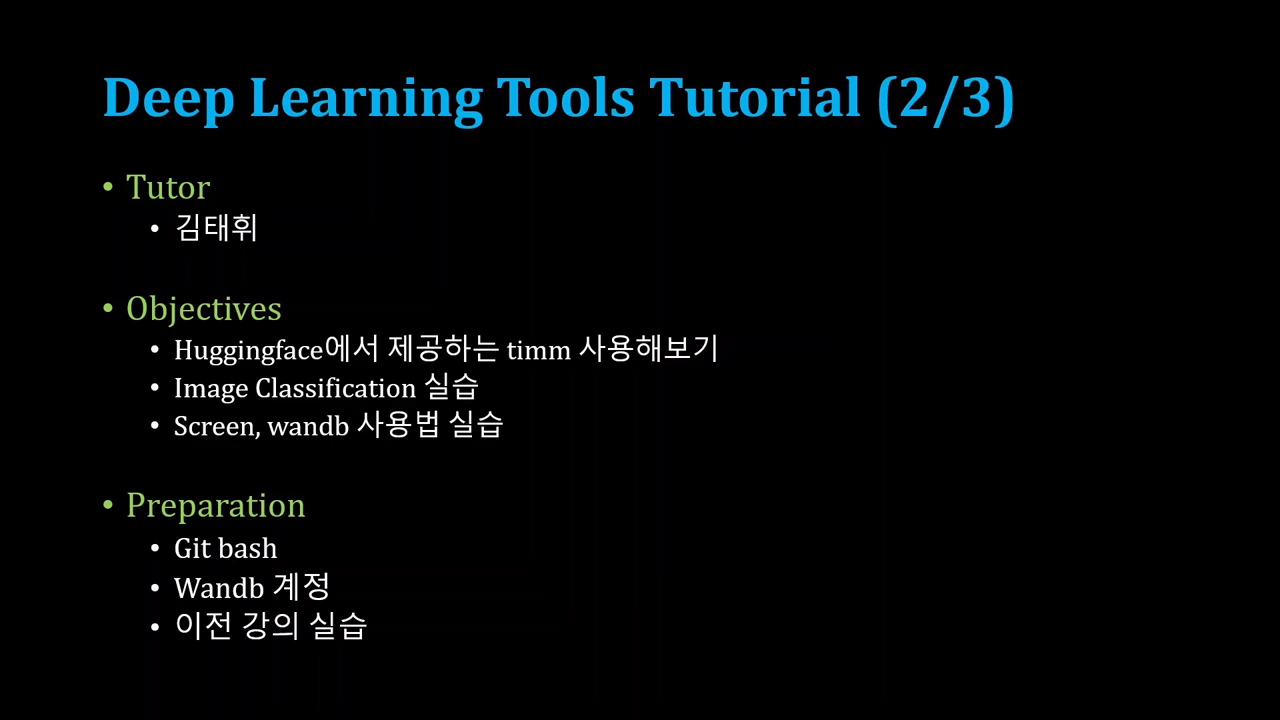 Deep Learning Tools Tutorial (2/3)
• Tutor
• 김태휘
• Objectives
• Huggingface에서 제공하는 timm 사용해보기
• Image Classification 실습
• Screen, wandb 사용법 실습
• Preparation
• Git bash
• Wandb 계정
• 이전 강의 실습